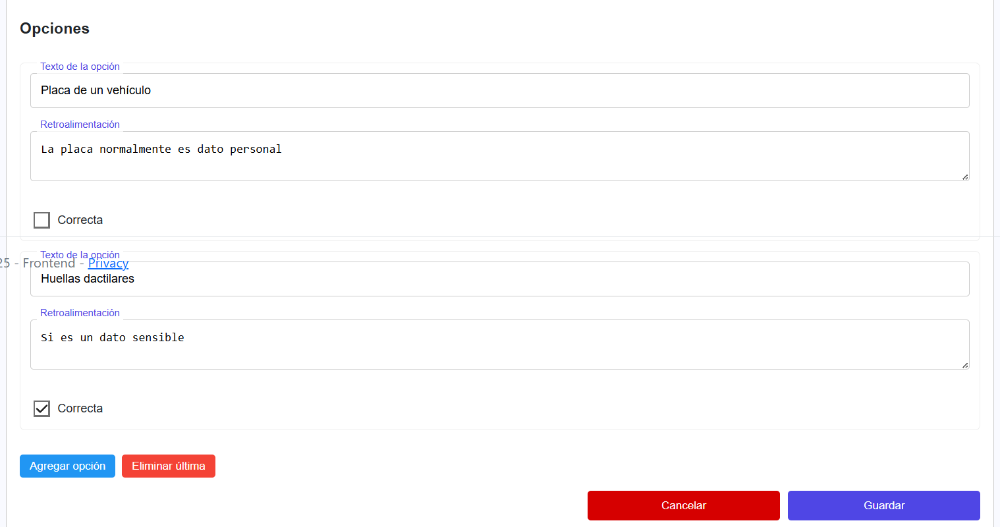 Opciones
Texto de la opción
Placa de un vehículo
Retroalimentación
La placa normalmente es dato personal
Correcta
Texto de la opción
25 - Frontend - Privacy
Huellas dactilares
Retroalimentación
Si es un dato sensible
Correcta
Agregar opción
Eliminar última
Cancelar
Guardar